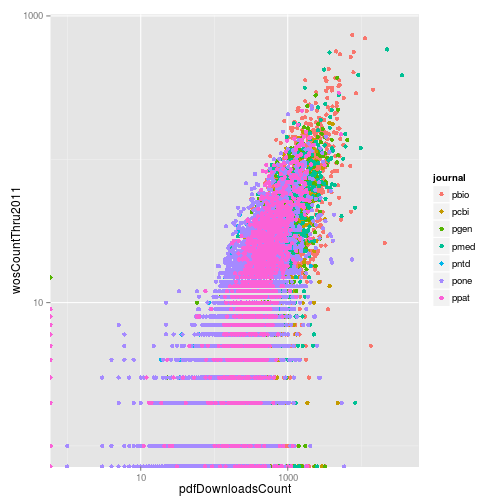 1000
10
wosCountThru2011
10
1000
pdfDownloadsCount
journal
pbio
pcbi
pgen
pmed
pntd
pone
ppat